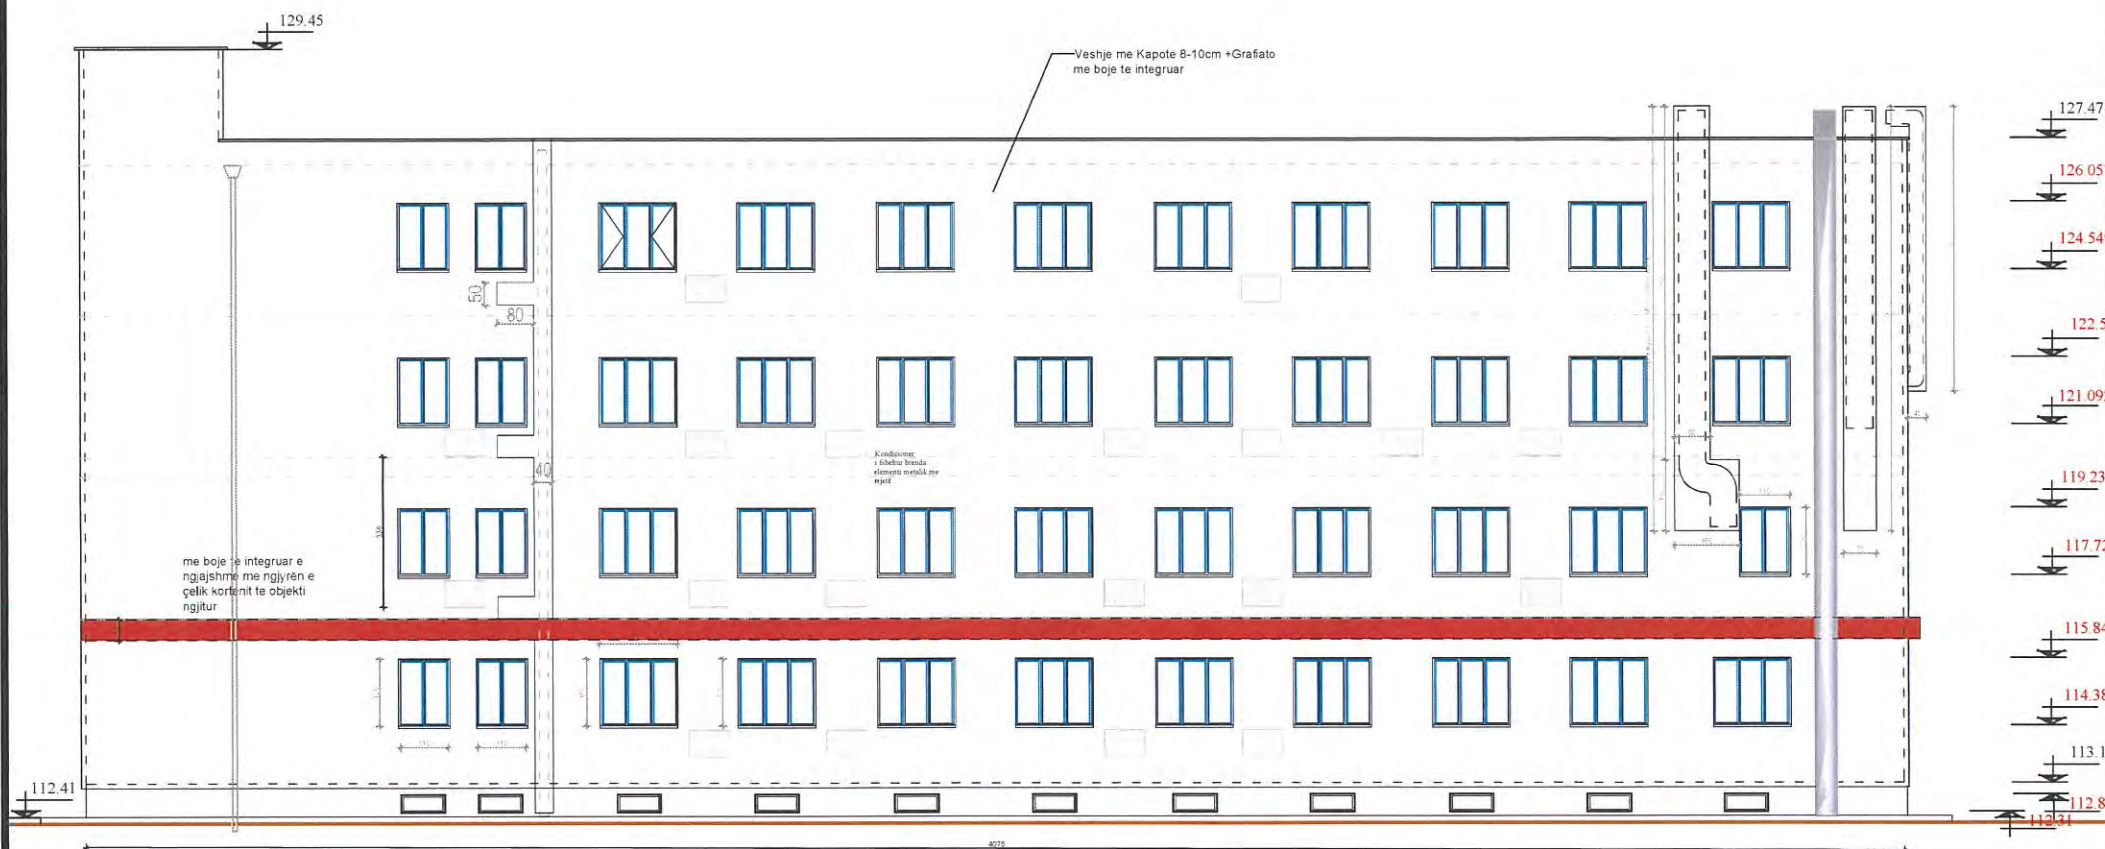 129.45
Veshje me Kapote 8-10cm +Grafiato
me boje te integruar
127.47
126.05
124.54
50
80
122.5
121.09
Kondicioner
i fshehur brenda
elementi metalik me
rrjetë
40
119.23
338
117.72
me boje te integruar e
ngjajshme me ngjyrën e
çelik kortenit te objekti
ngjitur
115.84
114.38
113.1
112.41
112.8
112.31
4075